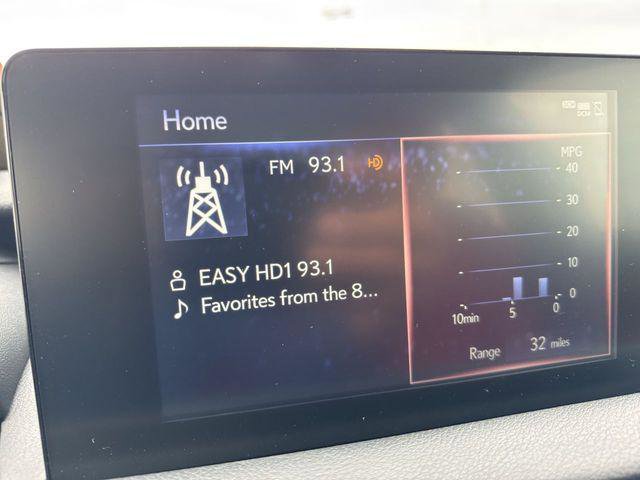 Home
DCM
FM 93.1 HD
EASY HD1 93.1
Favorites from the 8...
MPG
40
30
20
10
0
10min 5 0
Range 32 miles